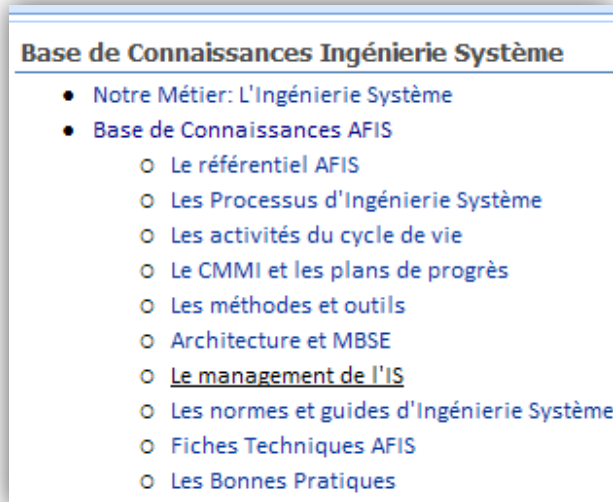 Base de Connaissances Ingénierie Système
Notre Métier: L'Ingénierie Système
Base de Connaissances AFIS
Le référentiel AFIS
Les Processus d'Ingénierie Système
Les activités du cycle de vie
Le CMMI et les plans de progrès
Les méthodes et outils
Architecture et MBSE
Le management de l'IS
Les normes et guides d'Ingénierie Système
Fiches Techniques AFIS
Les Bonnes Pratiques